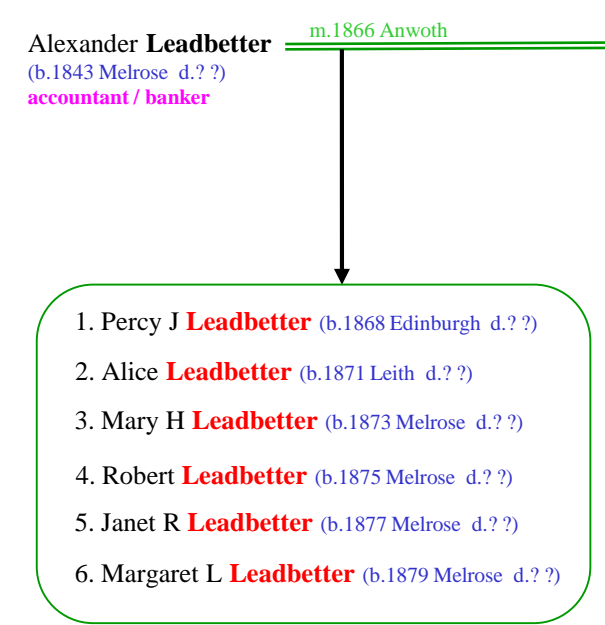 m.1866 Anwoth
Alexander Leadbetter
(b.1843 Melrose d.? ?)
accountant / banker
1. Percy J Leadbetter (b.1868 Edinburgh d.? ?)
2. Alice Leadbetter (b.1871 Leith d.? ?)
3. Mary H Leadbetter (b.1873 Melrose d.? ?)
4. Robert Leadbetter (b.1875 Melrose d.? ?)
5. Janet R Leadbetter (b.1877 Melrose d.? ?)
6. Margaret L Leadbetter (b.1879 Melrose d.? ?)